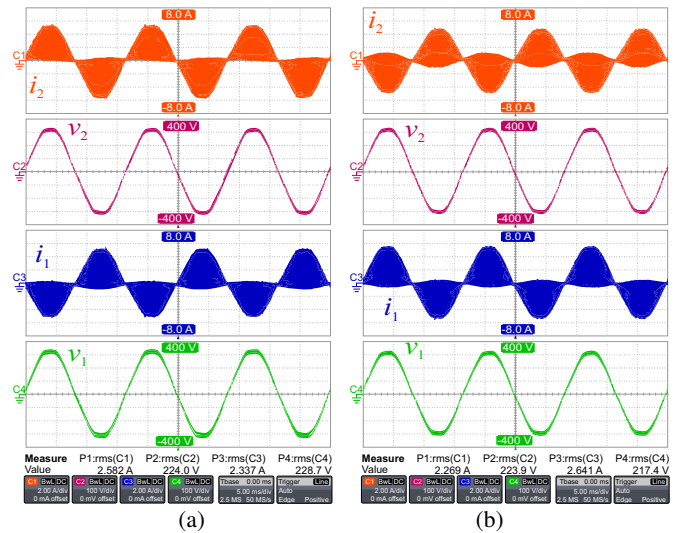 8.0 A
C1
i2
-8.0 A
v2
400 V
C2
-400 V
i1
8.0 A
C3
-8.0 A
v1
400 V
C4
-400 V
Measure P1:rms(C1) P2:rms(C2) P3:rms(C3) P4:rms(C4)
Value 2.582 A 224.0 V 2.337 A 228.7 V
C1 BwL DC C2 BwL DC C3 BwL DC C4 BwL DC Tbase 0.00 ms Trigger Line
2.00 A/div 100 V/div 2.00 A/div 100 V/div 5.00 ms/div Auto
0 mA offset 0 mV offset 0 mA offset 0 mV offset 2.5 MS 50 MS/s Edge Positive
(a)
i2
8.0 A
C1
-8.0 A
v2
400 V
C2
-400 V
8.0 A
C3
i1
-8.0 A
v1
400 V
C4
-400 V
Measure P1:rms(C1) P2:rms(C2) P3:rms(C3) P4:rms(C4)
Value 2.269 A 223.9 V 2.641 A 217.4 V
C1 BwL DC C2 BwL DC C3 BwL DC C4 BwL DC Tbase 0.00 ms Trigger Line
2.00 A/div 100 V/div 2.00 A/div 100 V/div 5.00 ms/div Auto
0 mA offset 0 mV offset 0 mA offset 0 mV offset 2.5 MS 50 MS/s Edge Positive
(b)